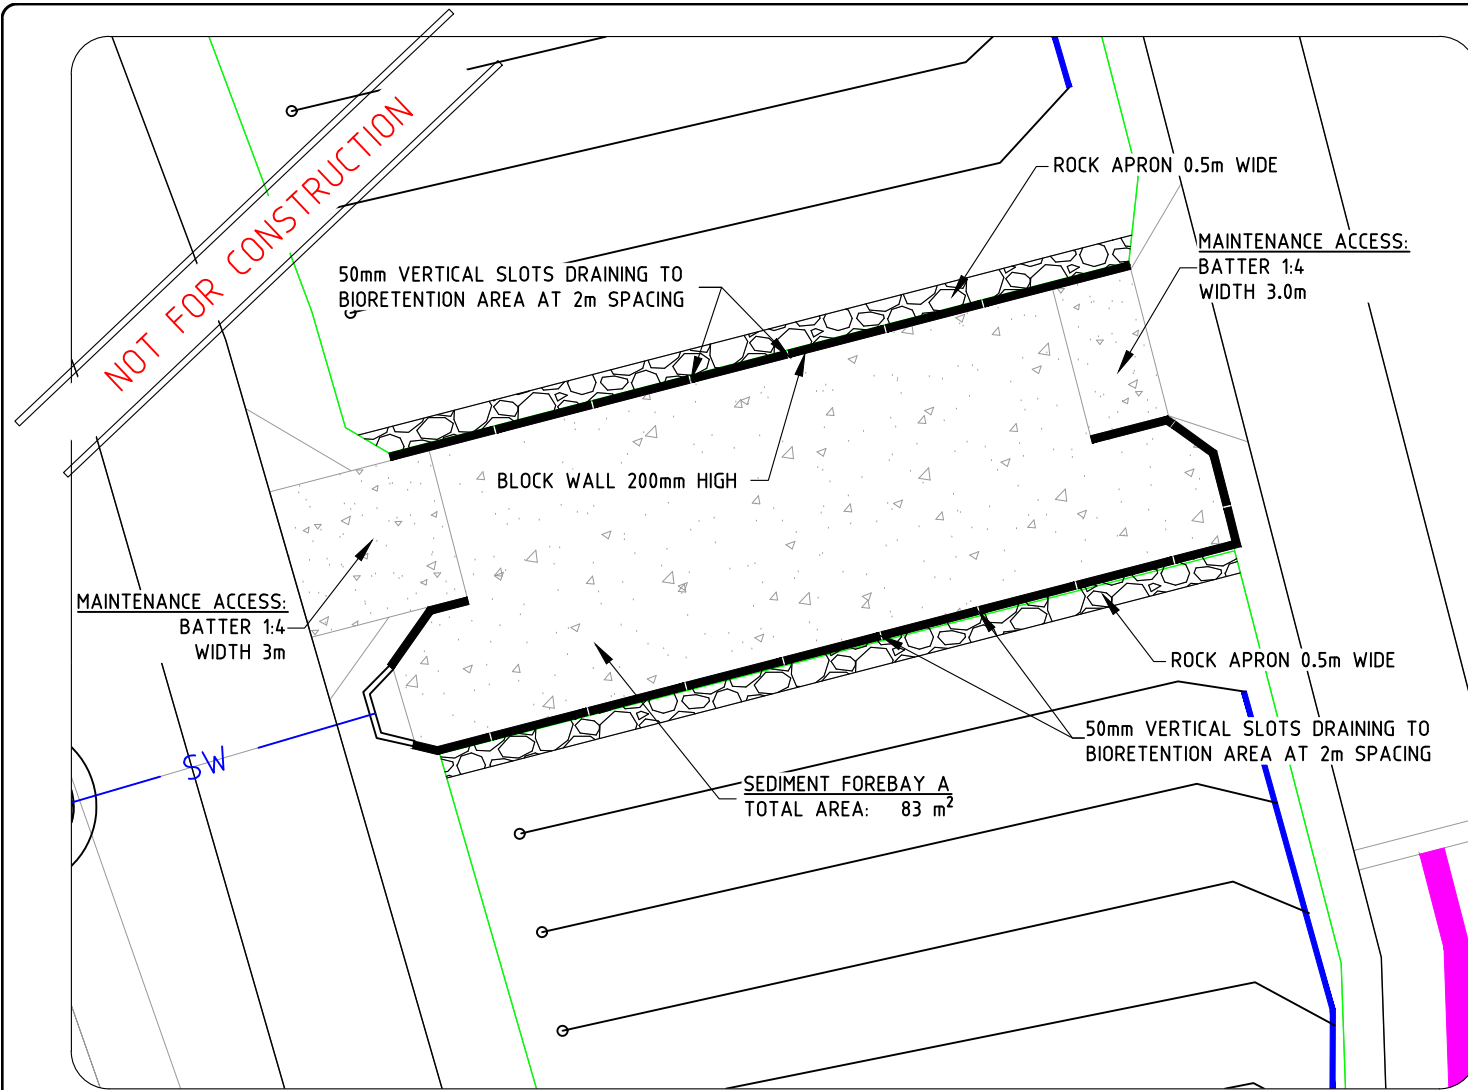 NOT FOR CONSTRUCTION
ROCK APRON 0.5m WIDE
MAINTENANCE ACCESS:
BATTER 1:4
WIDTH 3.0m
50mm VERTICAL SLOTS DRAINING TO
BIORETENTION AREA AT 2m SPACING
BLOCK WALL 200mm HIGH
MAINTENANCE ACCESS:
BATTER 1:4
WIDTH 3m
ROCK APRON 0.5m WIDE
50mm VERTICAL SLOTS DRAINING TO
BIORETENTION AREA AT 2m SPACING
SW
SEDIMENT FOREBAY A
TOTAL AREA: 83 m²